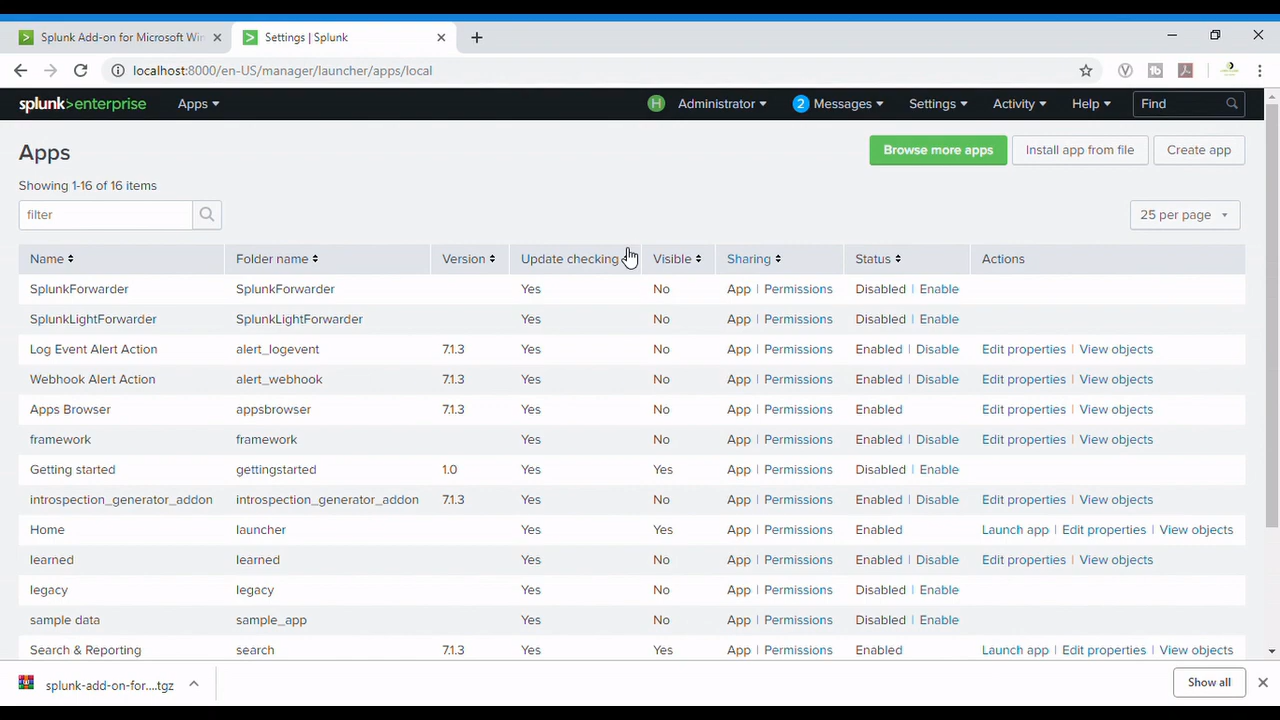 Splunk Add-on for Microsoft Win
Settings | Splunk
localhost:8000/en-US/manager/launcher/apps/local
splunk>enterprise Apps H Administrator 2 Messages Settings Activity Help Find
Apps Browse more apps Install app from file Create app
Showing 1-16 of 16 items
filter 25 per page
Name Folder name Version Update checking Visible Sharing Status Actions
SplunkForwarder SplunkForwarder Yes No App | Permissions Disabled | Enable
SplunkLightForwarder SplunkLightForwarder Yes No App | Permissions Disabled | Enable
Log Event Alert Action alert_logevent 7.1.3 Yes No App | Permissions Enabled | Disable Edit properties | View objects
Webhook Alert Action alert_webhook 7.1.3 Yes No App | Permissions Enabled | Disable Edit properties | View objects
Apps Browser appsbrowser 7.1.3 Yes No App | Permissions Enabled Edit properties | View objects
framework framework Yes No App | Permissions Enabled | Disable Edit properties | View objects
Getting started gettingstarted 1.0 Yes Yes App | Permissions Disabled | Enable
introspection_generator_addon introspection_generator_addon 7.1.3 Yes No App | Permissions Enabled | Disable Edit properties | View objects
Home launcher Yes Yes App | Permissions Enabled Launch app | Edit properties | View objects
learned learned Yes No App | Permissions Enabled | Disable Edit properties | View objects
legacy legacy Yes No App | Permissions Disabled | Enable
sample data sample_app Yes No App | Permissions Disabled | Enable
Search & Reporting search 7.1.3 Yes Yes App | Permissions Enabled Launch app | Edit properties | View objects
splunk-add-on-for....tgz Show all